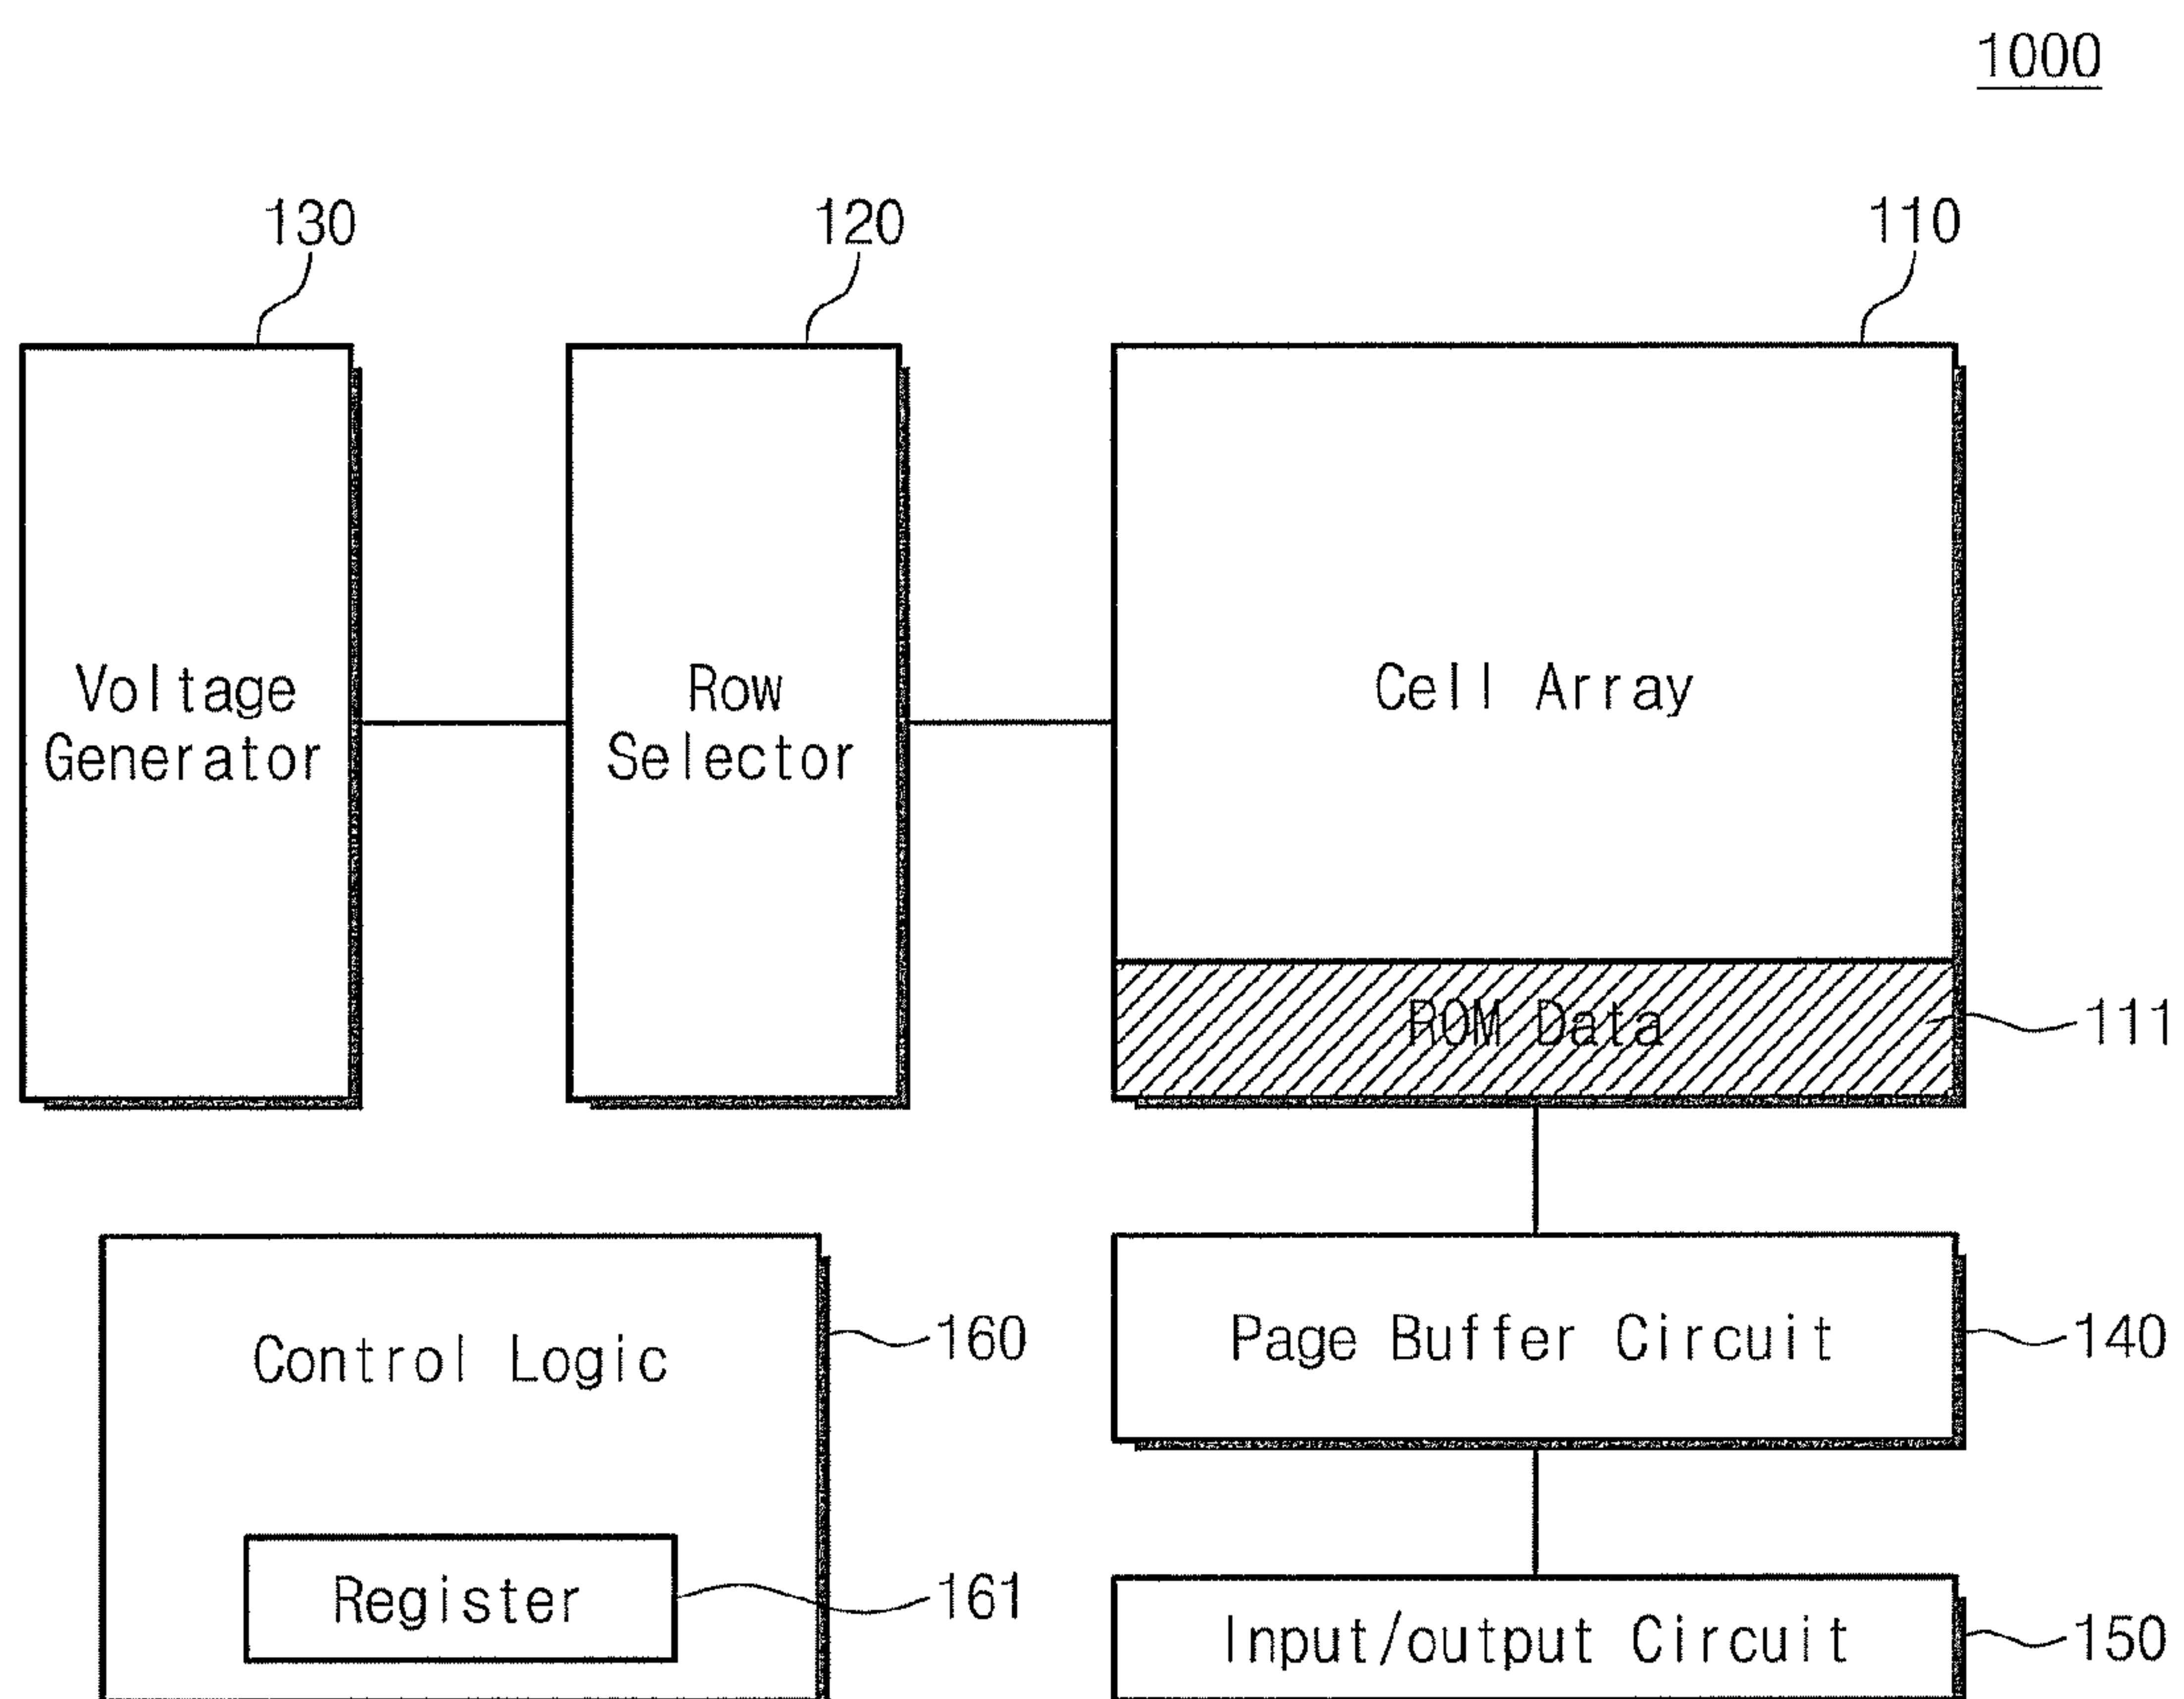 1000
130
120
110
Voltage
Generator
Row
Selector
Cell Array
ROM Data
111
Control Logic
160
Page Buffer Circuit
140
Register
161
Input/output Circuit
150